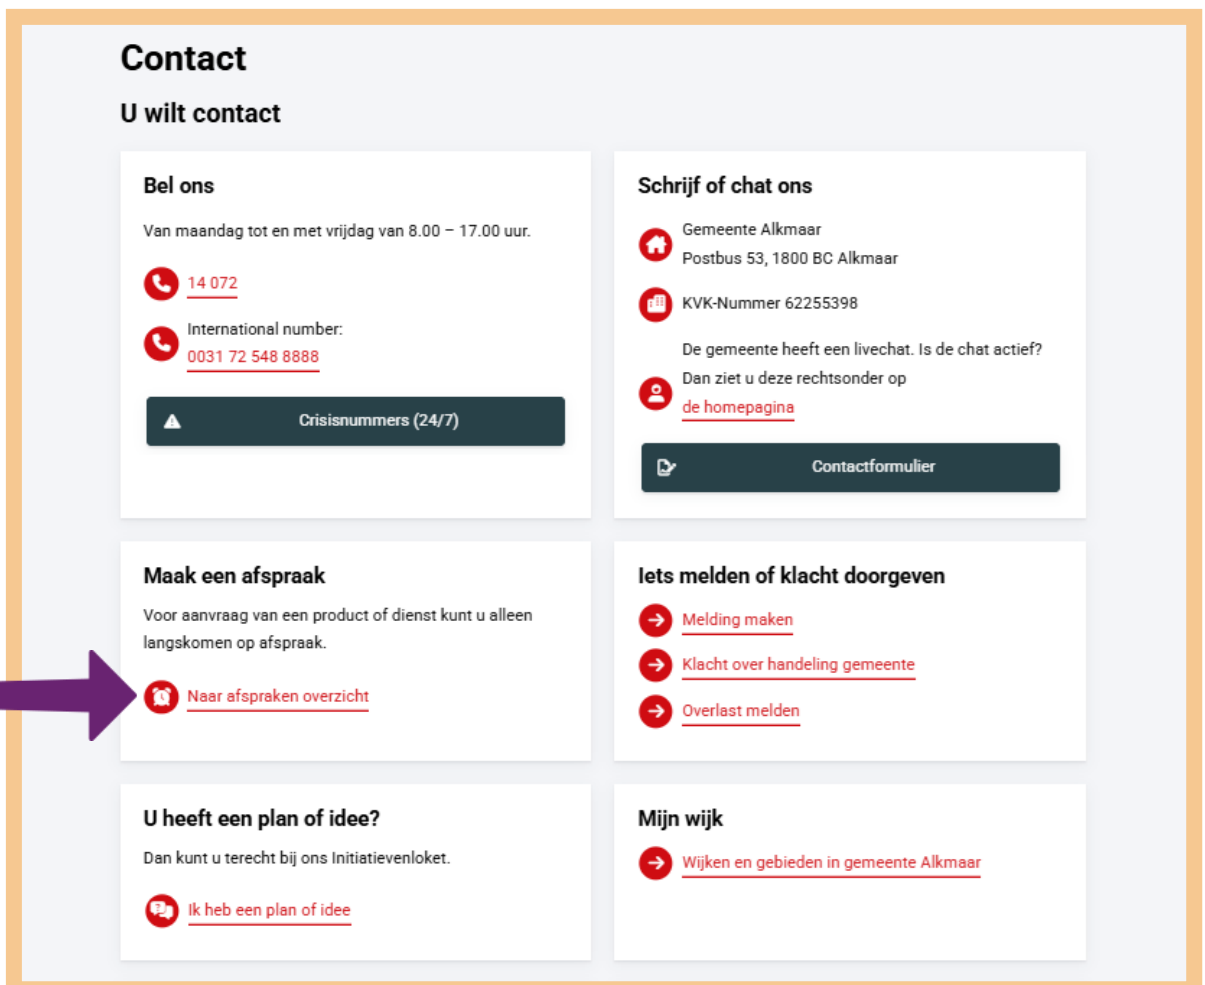 Contact
U wilt contact
Bel ons
Van maandag tot en met vrijdag van 8.00 – 17.00 uur.
14 072
International number:
0031 72 548 8888
Crisisnummers (24/7)
Schrijf of chat ons
Gemeente Alkmaar
Postbus 53, 1800 BC Alkmaar
KVK-Nummer 62255398
De gemeente heeft een livechat. Is de chat actief?
Dan ziet u deze rechtsonder op
de homepagina
Contactformulier
Maak een afspraak
Voor aanvraag van een product of dienst kunt u alleen
langskomen op afspraak.
Naar afspraken overzicht
Iets melden of klacht doorgeven
Melding maken
Klacht over handeling gemeente
Overlast melden
U heeft een plan of idee?
Dan kunt u terecht bij ons Initiatievenloket.
Ik heb een plan of idee
Mijn wijk
Wijken en gebieden in gemeente Alkmaar